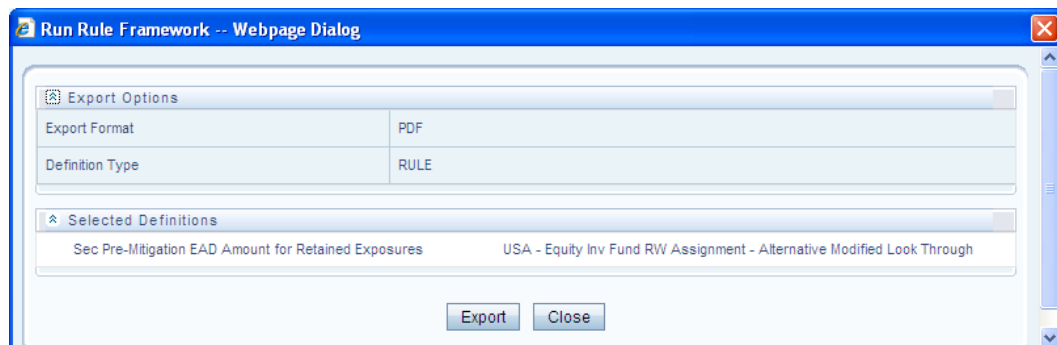 Run Rule Framework -- Webpage Dialog
Export Options
Export Format PDF
Definition Type RULE
Selected Definitions
Sec Pre-Mitigation EAD Amount for Retained Exposures USA - Equity Inv Fund RW Assignment - Alternative Modified Look Through
Export Close